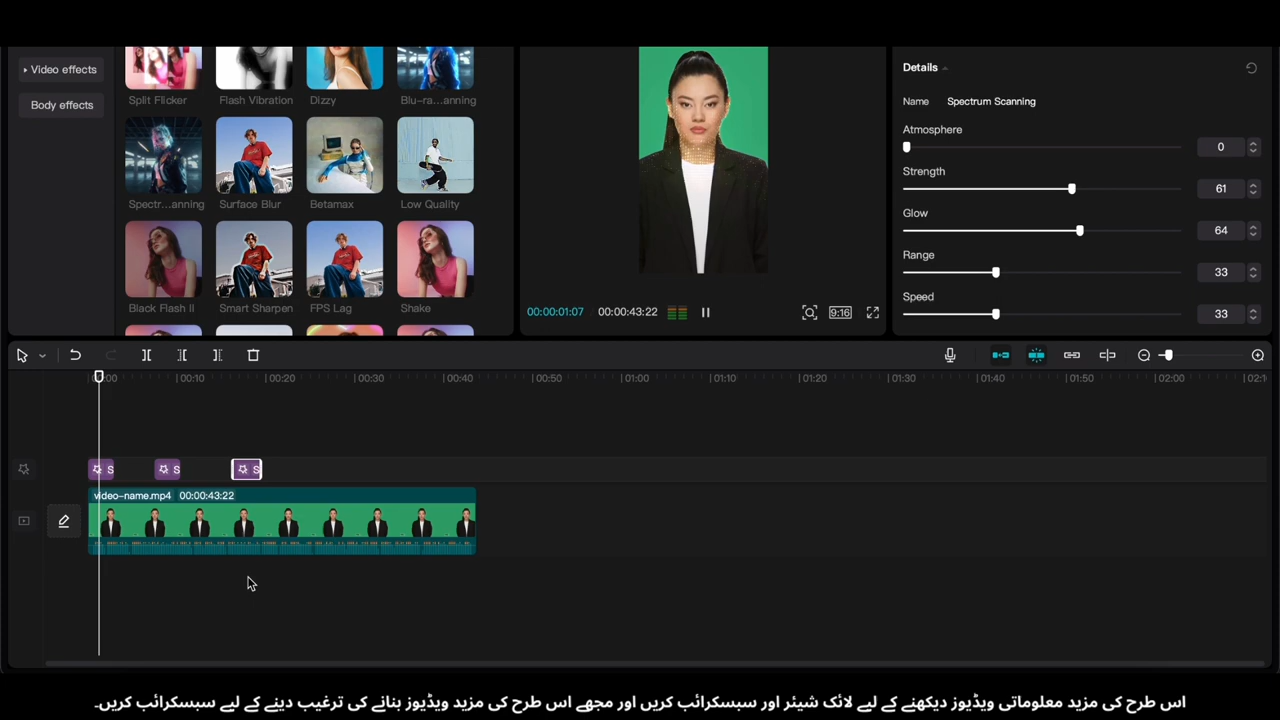 Video effects
Body effects
Split Flicker
Flash Vibration
Dizzy
Blu-ra...anning
Spectr...anning
Surface Blur
Betamax
Low Quality
Black Flash II
Smart Sharpen
FPS Lag
Shake
00:00:01:07 00:00:43:22
9:16
Details
Name Spectrum Scanning
Atmosphere
0
Strength
61
Glow
64
Range
33
Speed
33
00:00 00:10 00:20 00:30 00:40 00:50 01:00 01:10 01:20 01:30 01:40 01:50 02:00
S S S
video-name.mp4 00:00:43:22
اس طرح کی مزید معلوماتی ویڈیوز دیکھنے کے لیے لائک شیئر اور سبسکرائب کریں اور مجھے اس طرح کی مزید ویڈیوز بنانے کی ترغیب دینے کے لیے سبسکرائب کریں۔